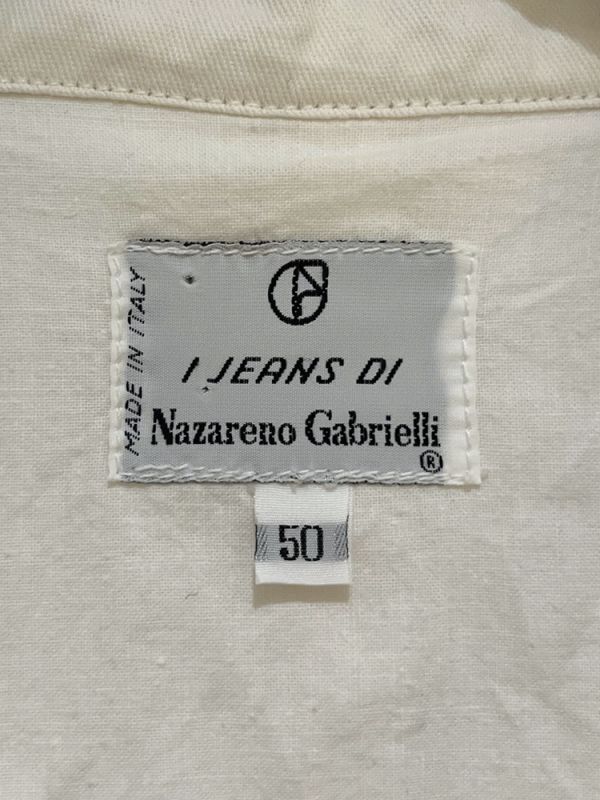 MADE IN ITALY
I JEANS DI
Nazareno Gabrielli
®
50